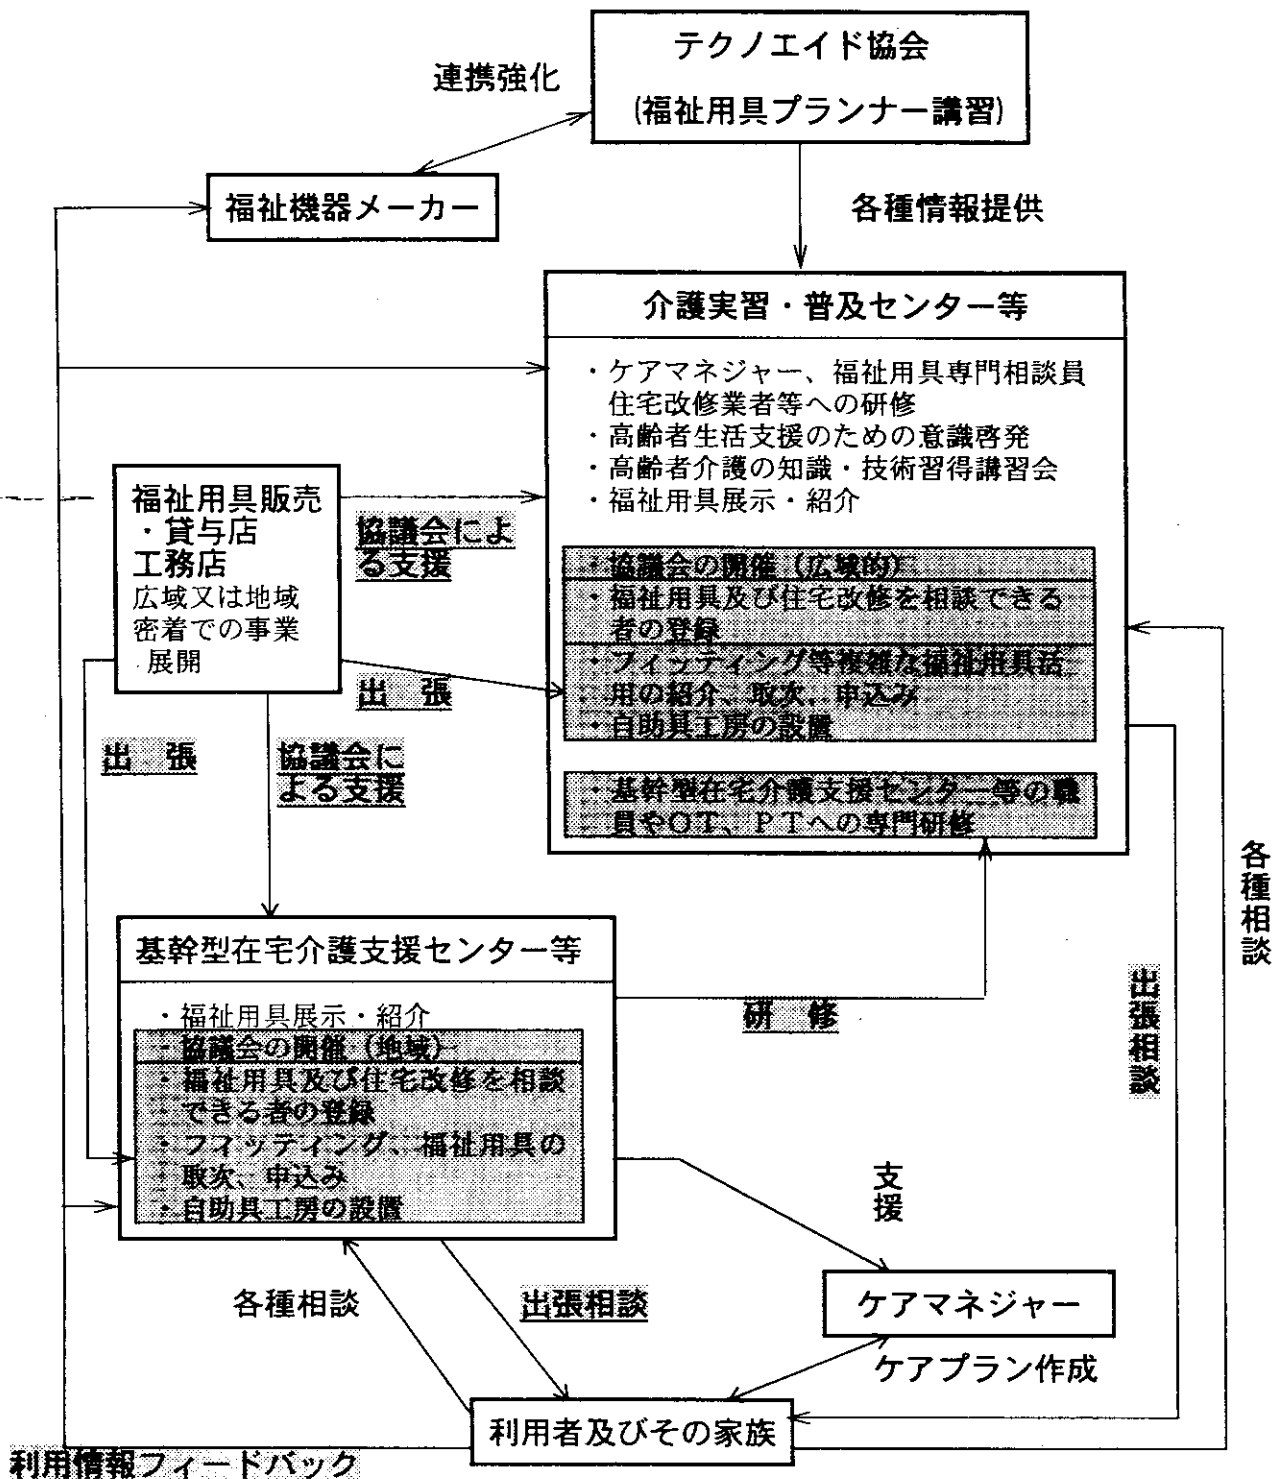 テクノエイド協会
(福祉用具プランナー講習)
連携強化
福祉機器メーカー
各種情報提供
介護実習・普及センター等
・ケアマネジャー、福祉用具専門相談員
住宅改修業者等への研修
・高齢者生活支援のための意識啓発
・高齢者介護の知識・技術習得講習会
・福祉用具展示・紹介
・協議会の開催(広域的)
・福祉用具及び住宅改修を相談できる
者の登録
・フィッティング等複雑な福祉用具活
用の紹介、取次、申込み
・自助具工房の設置
・基幹型在宅介護支援センター等の職
員やOT、PTへの専門研修
福祉用具販売
・貸与店
工務店
広域又は地域
密着での事業
展開
協議会によ
る支援
出 張
出 張
協議会に
よる支援
基幹型在宅介護支援センター等
・福祉用具展示・紹介
・協議会の開催(地域)
・福祉用具及び住宅改修を相談
できる者の登録
・フィッティング、福祉用具の
取次、申込み
・自助具工房の設置
研 修
各種相談
出張相談
支援
各種相談
出張相談
ケアマネジャー
ケアプラン作成
利用者及びその家族
利用情報フィードバック